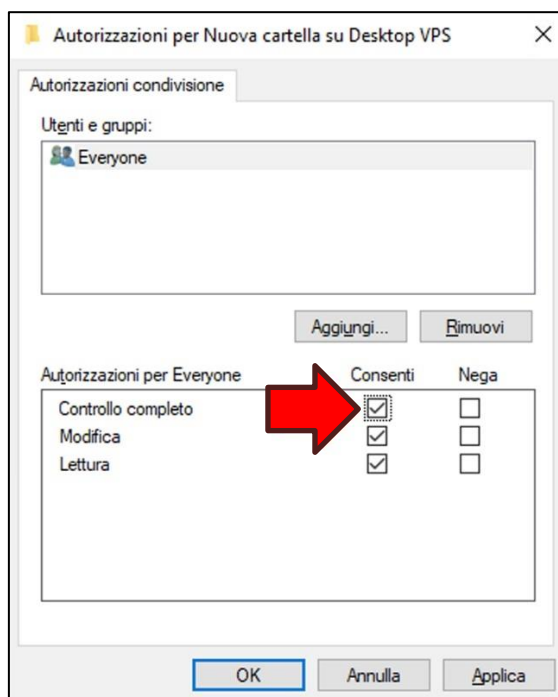 Autorizzazioni per Nuova cartella su Desktop VPS
Autorizzazioni condivisione
Utenti e gruppi:
Everyone
Aggiungi... Rimuovi
Autorizzazioni per Everyone Consenti Nega
Controllo completo
Modifica
Lettura
OK Annulla Applica